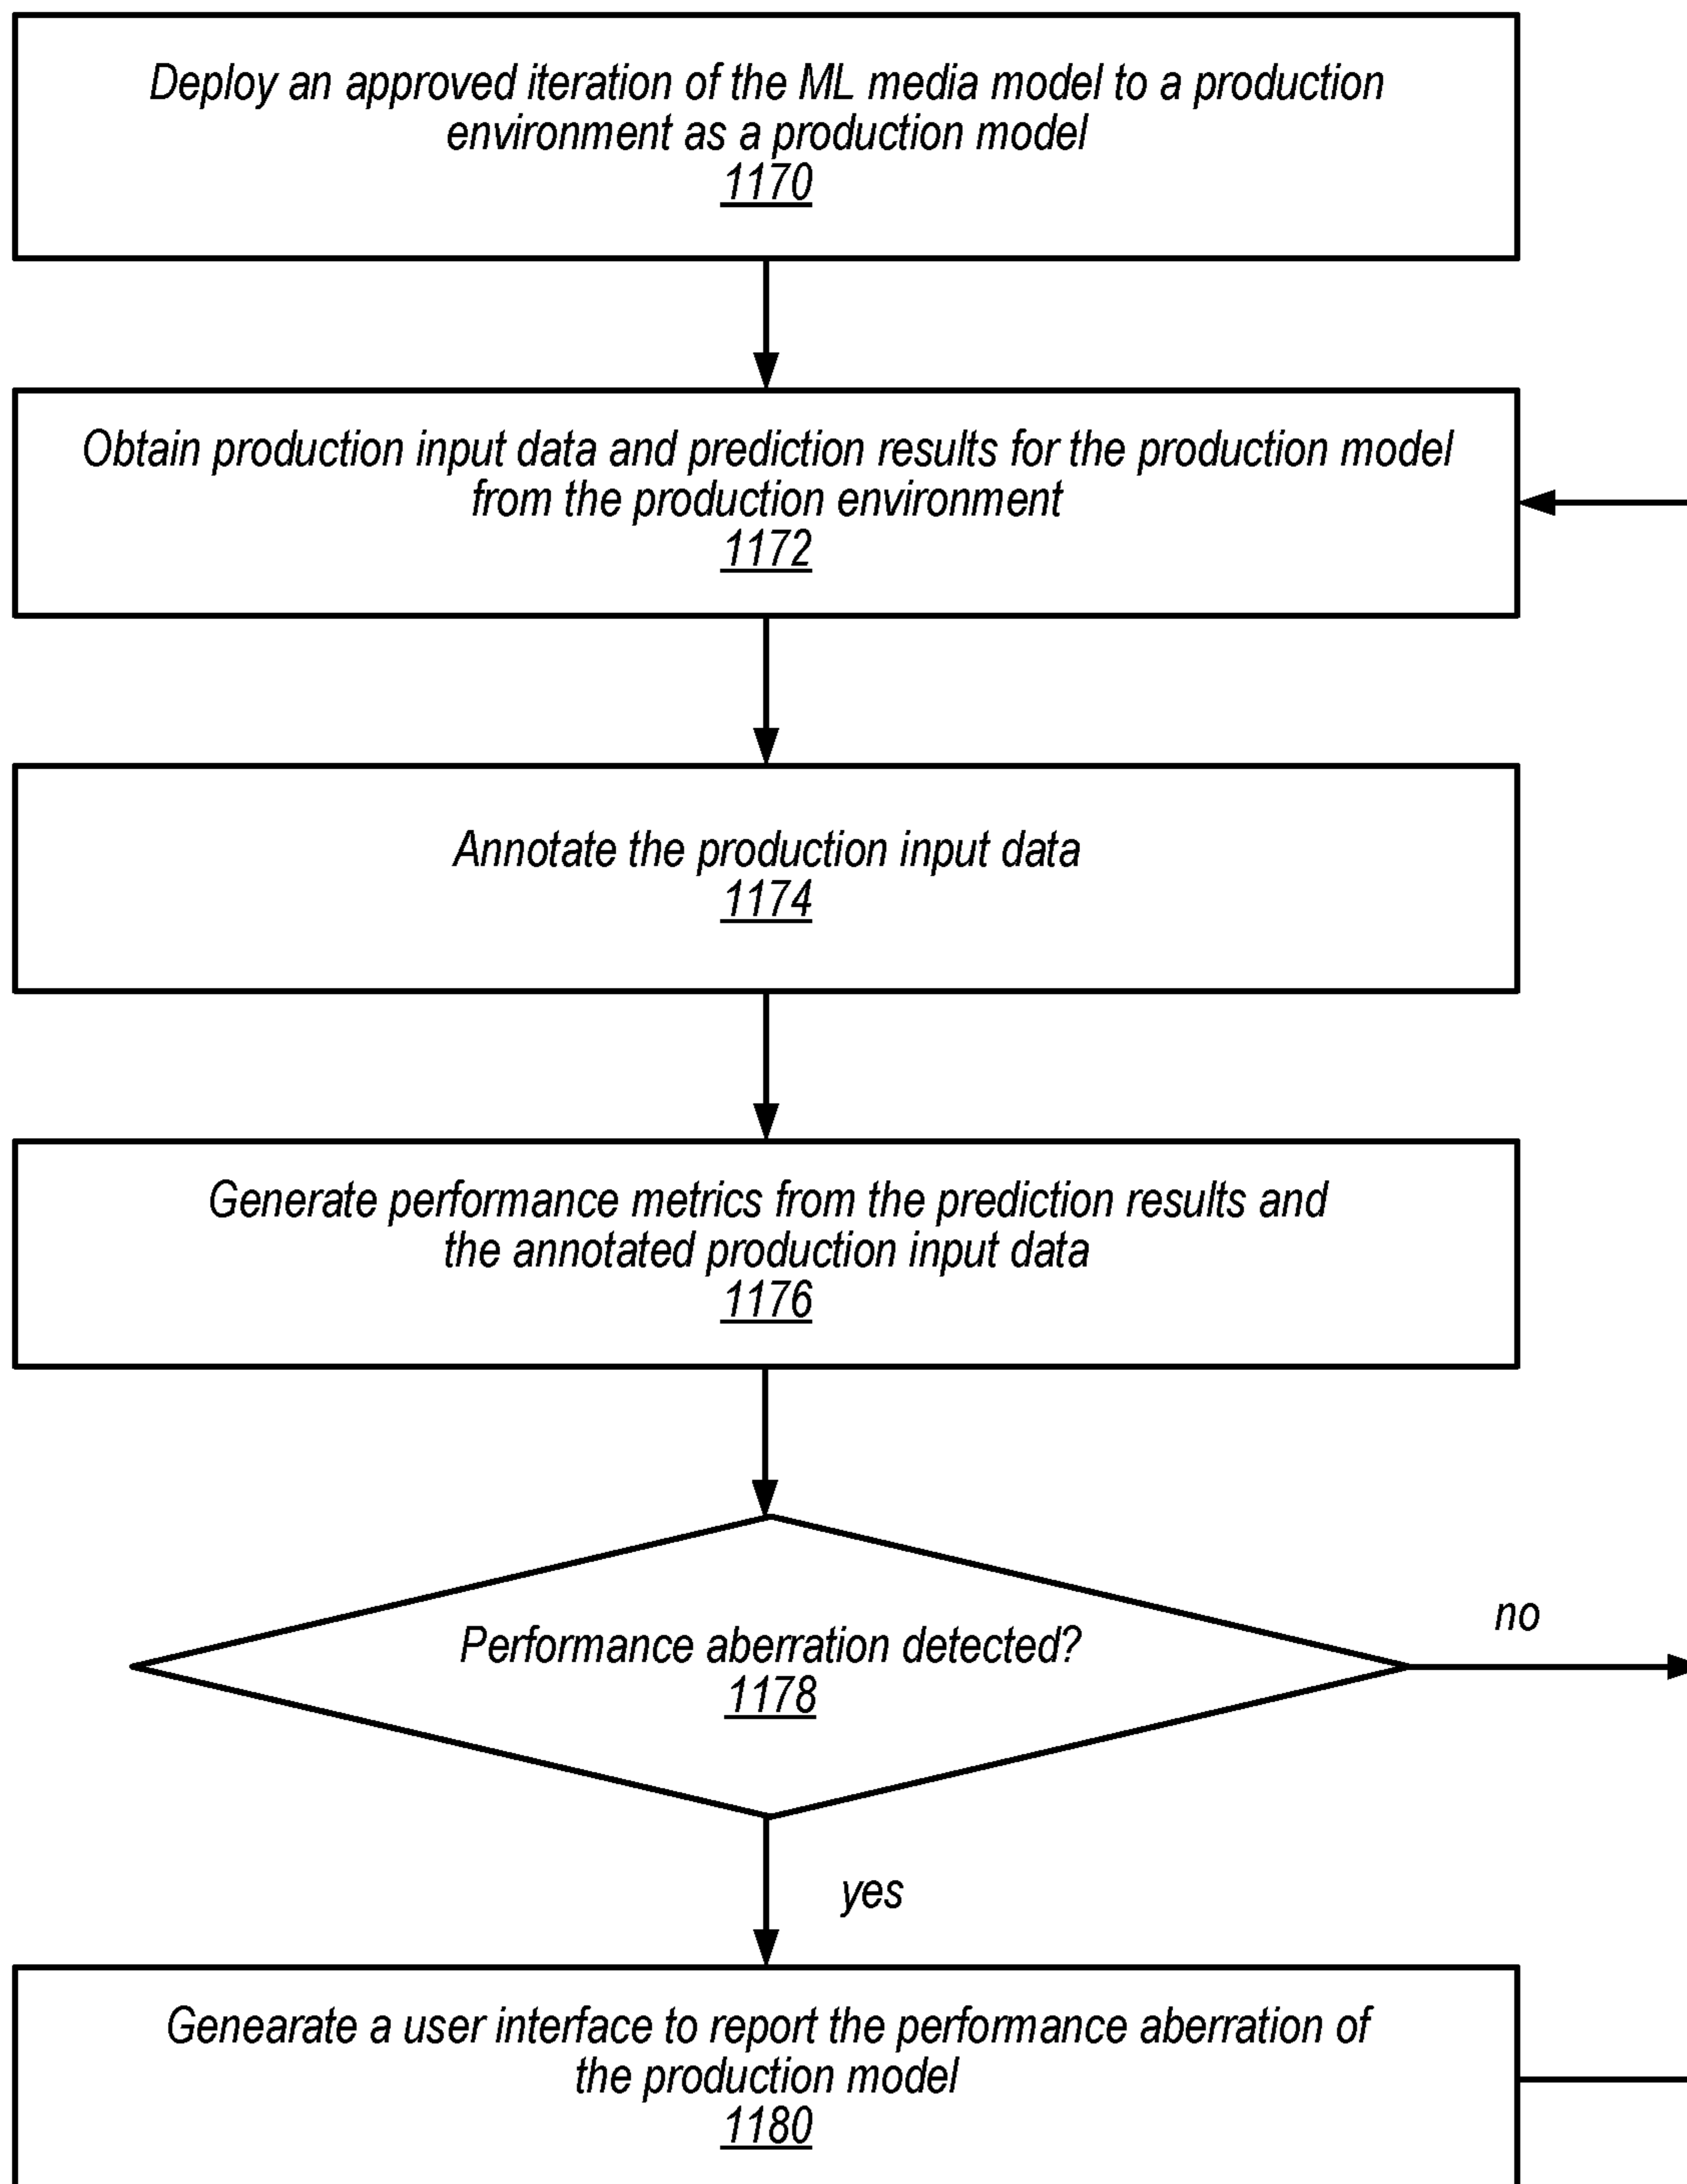 Deploy an approved iteration of the ML media model to a production
environment as a production model
1170
Obtain production input data and prediction results for the production model
from the production environment
1172
Annotate the production input data
1174
Generate performance metrics from the prediction results and
the annotated production input data
1176
Performance aberration detected?
1178
no
yes
Genearate a user interface to report the performance aberration of
the production model
1180